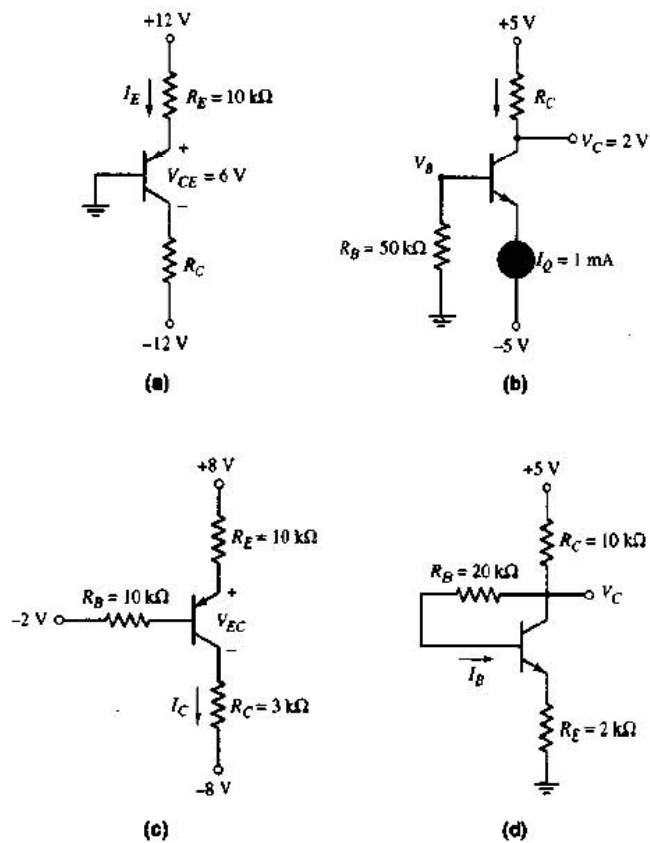 +12 V
I_E
R_E = 10 kΩ
+
V_CE = 6 V
–
R_C
–12 V
(a)
+5 V
R_C
V_C = 2 V
V_B
R_B = 50 kΩ
I_Q = 1 mA
–5 V
(b)
+8 V
R_E = 10 kΩ
R_B = 10 kΩ
+
–2 V
V_EC
–
I_C
R_C = 3 kΩ
–8 V
(c)
+5 V
R_C = 10 kΩ
R_B = 20 kΩ
V_C
I_B
R_E = 2 kΩ
(d)